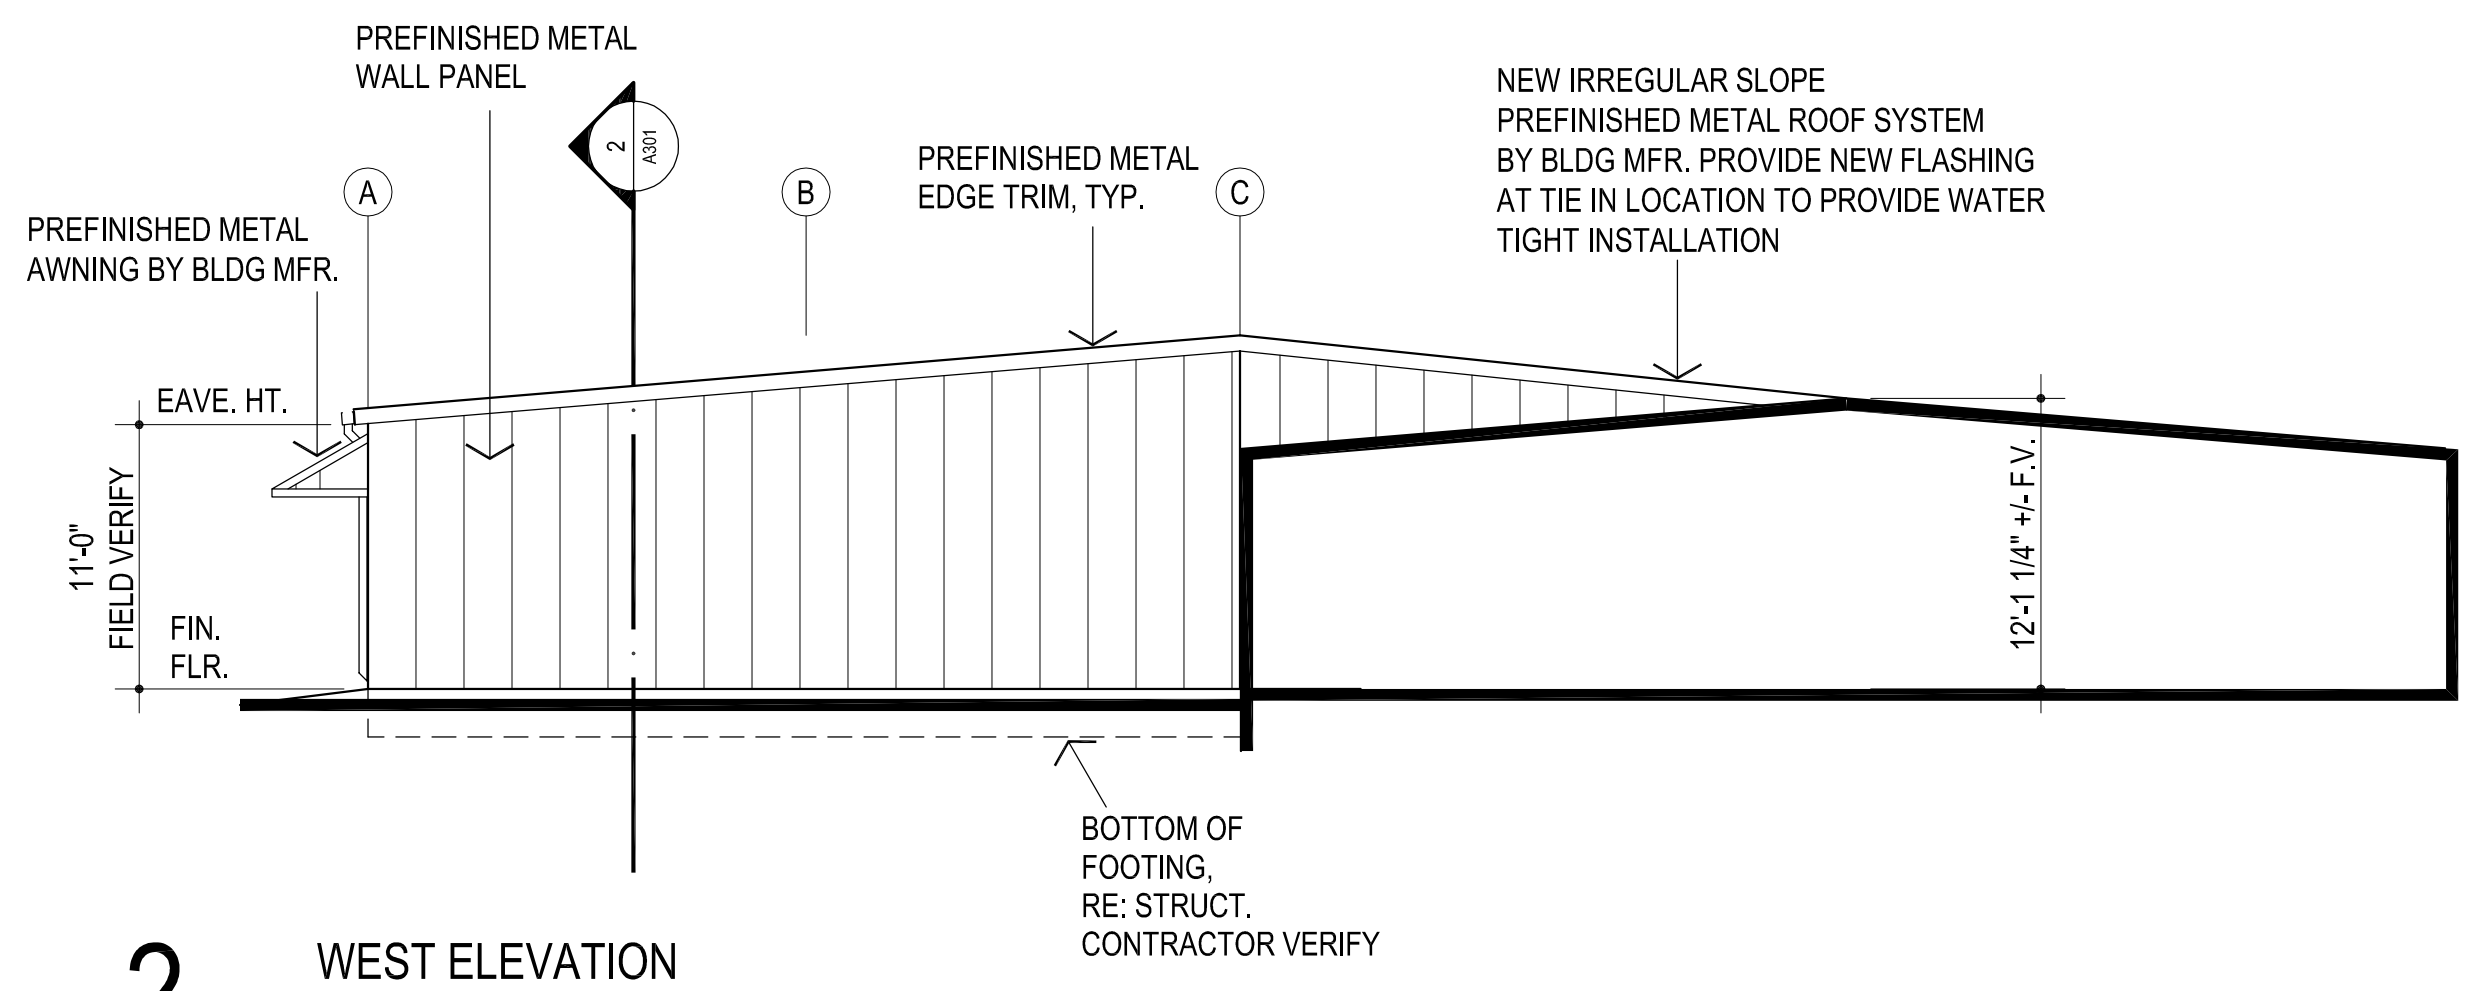 PREFINISHED METAL
WALL PANEL
2
A301
NEW IRREGULAR SLOPE
PREFINISHED METAL ROOF SYSTEM
BY BLDG MFR. PROVIDE NEW FLASHING
AT TIE IN LOCATION TO PROVIDE WATER
TIGHT INSTALLATION
PREFINISHED METAL
EDGE TRIM, TYP.
A
B
C
PREFINISHED METAL
AWNING BY BLDG MFR.
EAVE. HT.
11'-0"
FIELD VERIFY
FIN.
FLR.
12'-1 1/4" +/- F.V.
BOTTOM OF
FOOTING,
RE: STRUCT.
CONTRACTOR VERIFY
2
WEST ELEVATION